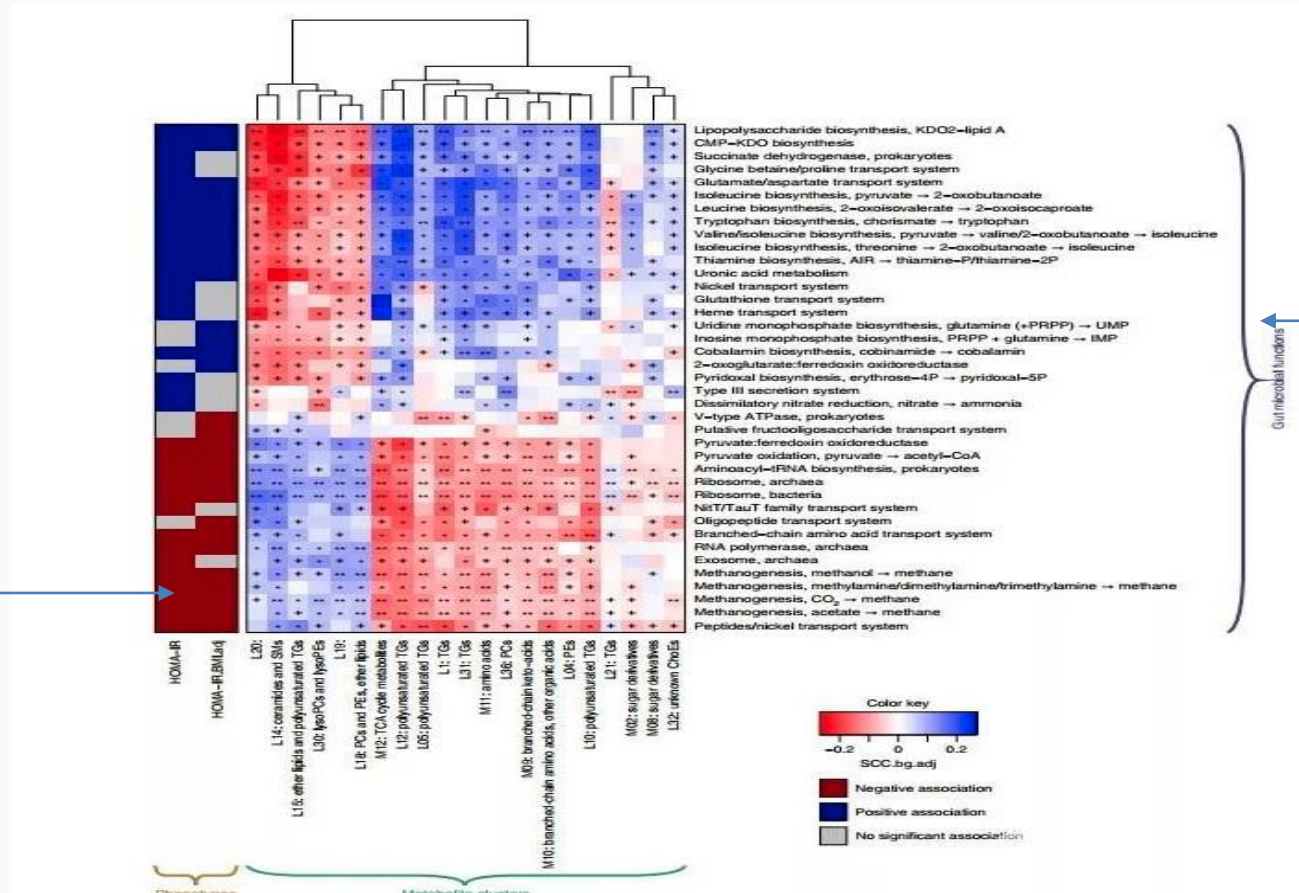 Lipopolysaccharide biosynthesis, KDO2−lipid A
CMP−KDO biosynthesis
Succinate dehydrogenase, prokaryotes
Glycine betaine/proline transport system
Glutamate/aspartate transport system
Isoleucine biosynthesis, pyruvate → 2−oxobutanoate
Leucine biosynthesis, 2−oxoisovalerate → 2−oxoisocaproate
Tryptophan biosynthesis, chorismate → tryptophan
Valine/isoleucine biosynthesis, pyruvate → valine/2−oxobutanoate → isoleucine
Isoleucine biosynthesis, threonine → 2−oxobutanoate → isoleucine
Thiamine biosynthesis, AIR → thiamine−P/thiamine−2P
Uronic acid metabolism
Nickel transport system
Glutathione transport system
Heme transport system
Uridine monophosphate biosynthesis, glutamine (+PRPP) → UMP
Inosine monophosphate biosynthesis, PRPP + glutamine → IMP
Cobalamin biosynthesis, cobinamide → cobalamin
2−oxoglutarate:ferredoxin oxidoreductase
Pyridoxal biosynthesis, erythrose−4P → pyridoxal−5P
Type III secretion system
Dissimilatory nitrate reduction, nitrate → ammonia
V−type ATPase, prokaryotes
Putative fructooligosaccharide transport system
Pyruvate:ferredoxin oxidoreductase
Pyruvate oxidation, pyruvate → acetyl−CoA
Aminoacyl−tRNA biosynthesis, prokaryotes
Ribosome, archaea
Ribosome, bacteria
NitT/TauT family transport system
Oligopeptide transport system
Branched−chain amino acid transport system
RNA polymerase, archaea
Exosome, archaea
Methanogenesis, methanol → methane
Methanogenesis, methylamine/dimethylamine/trimethylamine → methane
Methanogenesis, CO2 → methane
Methanogenesis, acetate → methane
Peptides/nickel transport system
Gut microbial functions
HOMA−IR
HOMA−IR.BMI.adj
L20:
L14: ceramides and SMs
L15: ether lipids and polyunsaturated TGs
L30: lysoPCs and lysoPEs
L19:
L18: PCs and PEs, ether lipids
M12: TCA cycle metabolites
L12: polyunsaturated TGs
L05: polyunsaturated TGs
L1: TGs
L31: TGs
M11: amino acids
L36: PCs
M09: branched-chain keto-acids
M10: branched-chain amino acids, other organic acids
L04: PEs
L10: polyunsaturated TGs
L21: TGs
M02: sugar derivatives
M08: sugar derivatives
L32: unknown ChoEs
Color key
−0.2 0 0.2
SCC.bg.adj
Negative association
Positive association
No significant association